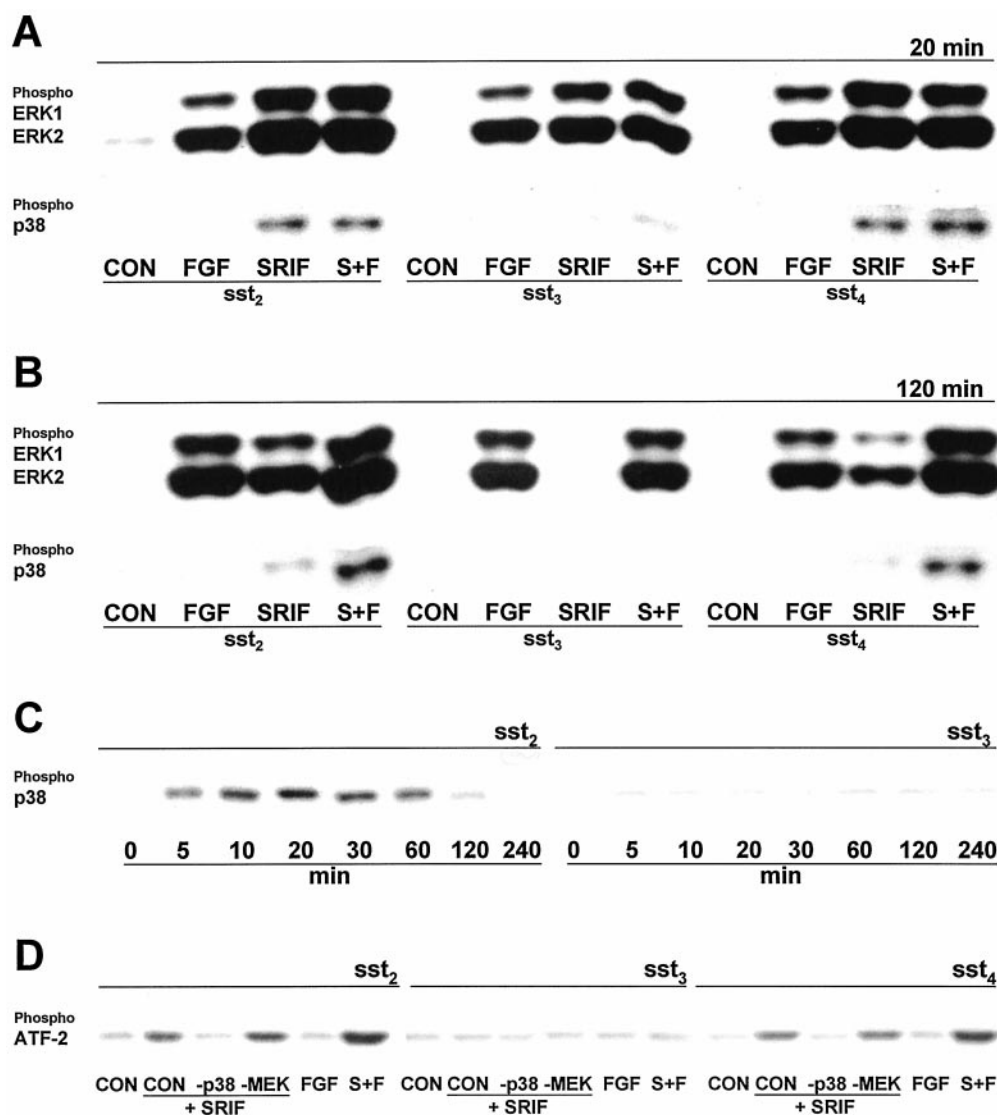 A
20 min
Phospho
ERK1
ERK2
Phospho
p38
CON FGF SRIF S+F CON FGF SRIF S+F CON FGF SRIF S+F
sst2 sst3 sst4
B
120 min
Phospho
ERK1
ERK2
Phospho
p38
CON FGF SRIF S+F CON FGF SRIF S+F CON FGF SRIF S+F
sst2 sst3 sst4
C
sst2 sst3
Phospho
p38
0 5 10 20 30 60 120 240 0 5 10 20 30 60 120 240
min min
D
sst2 sst3 sst4
Phospho
ATF-2
CON CON -p38 -MEK FGF S+F CON CON -p38 -MEK FGF S+F CON CON -p38 -MEK FGF S+F
+ SRIF + SRIF + SRIF